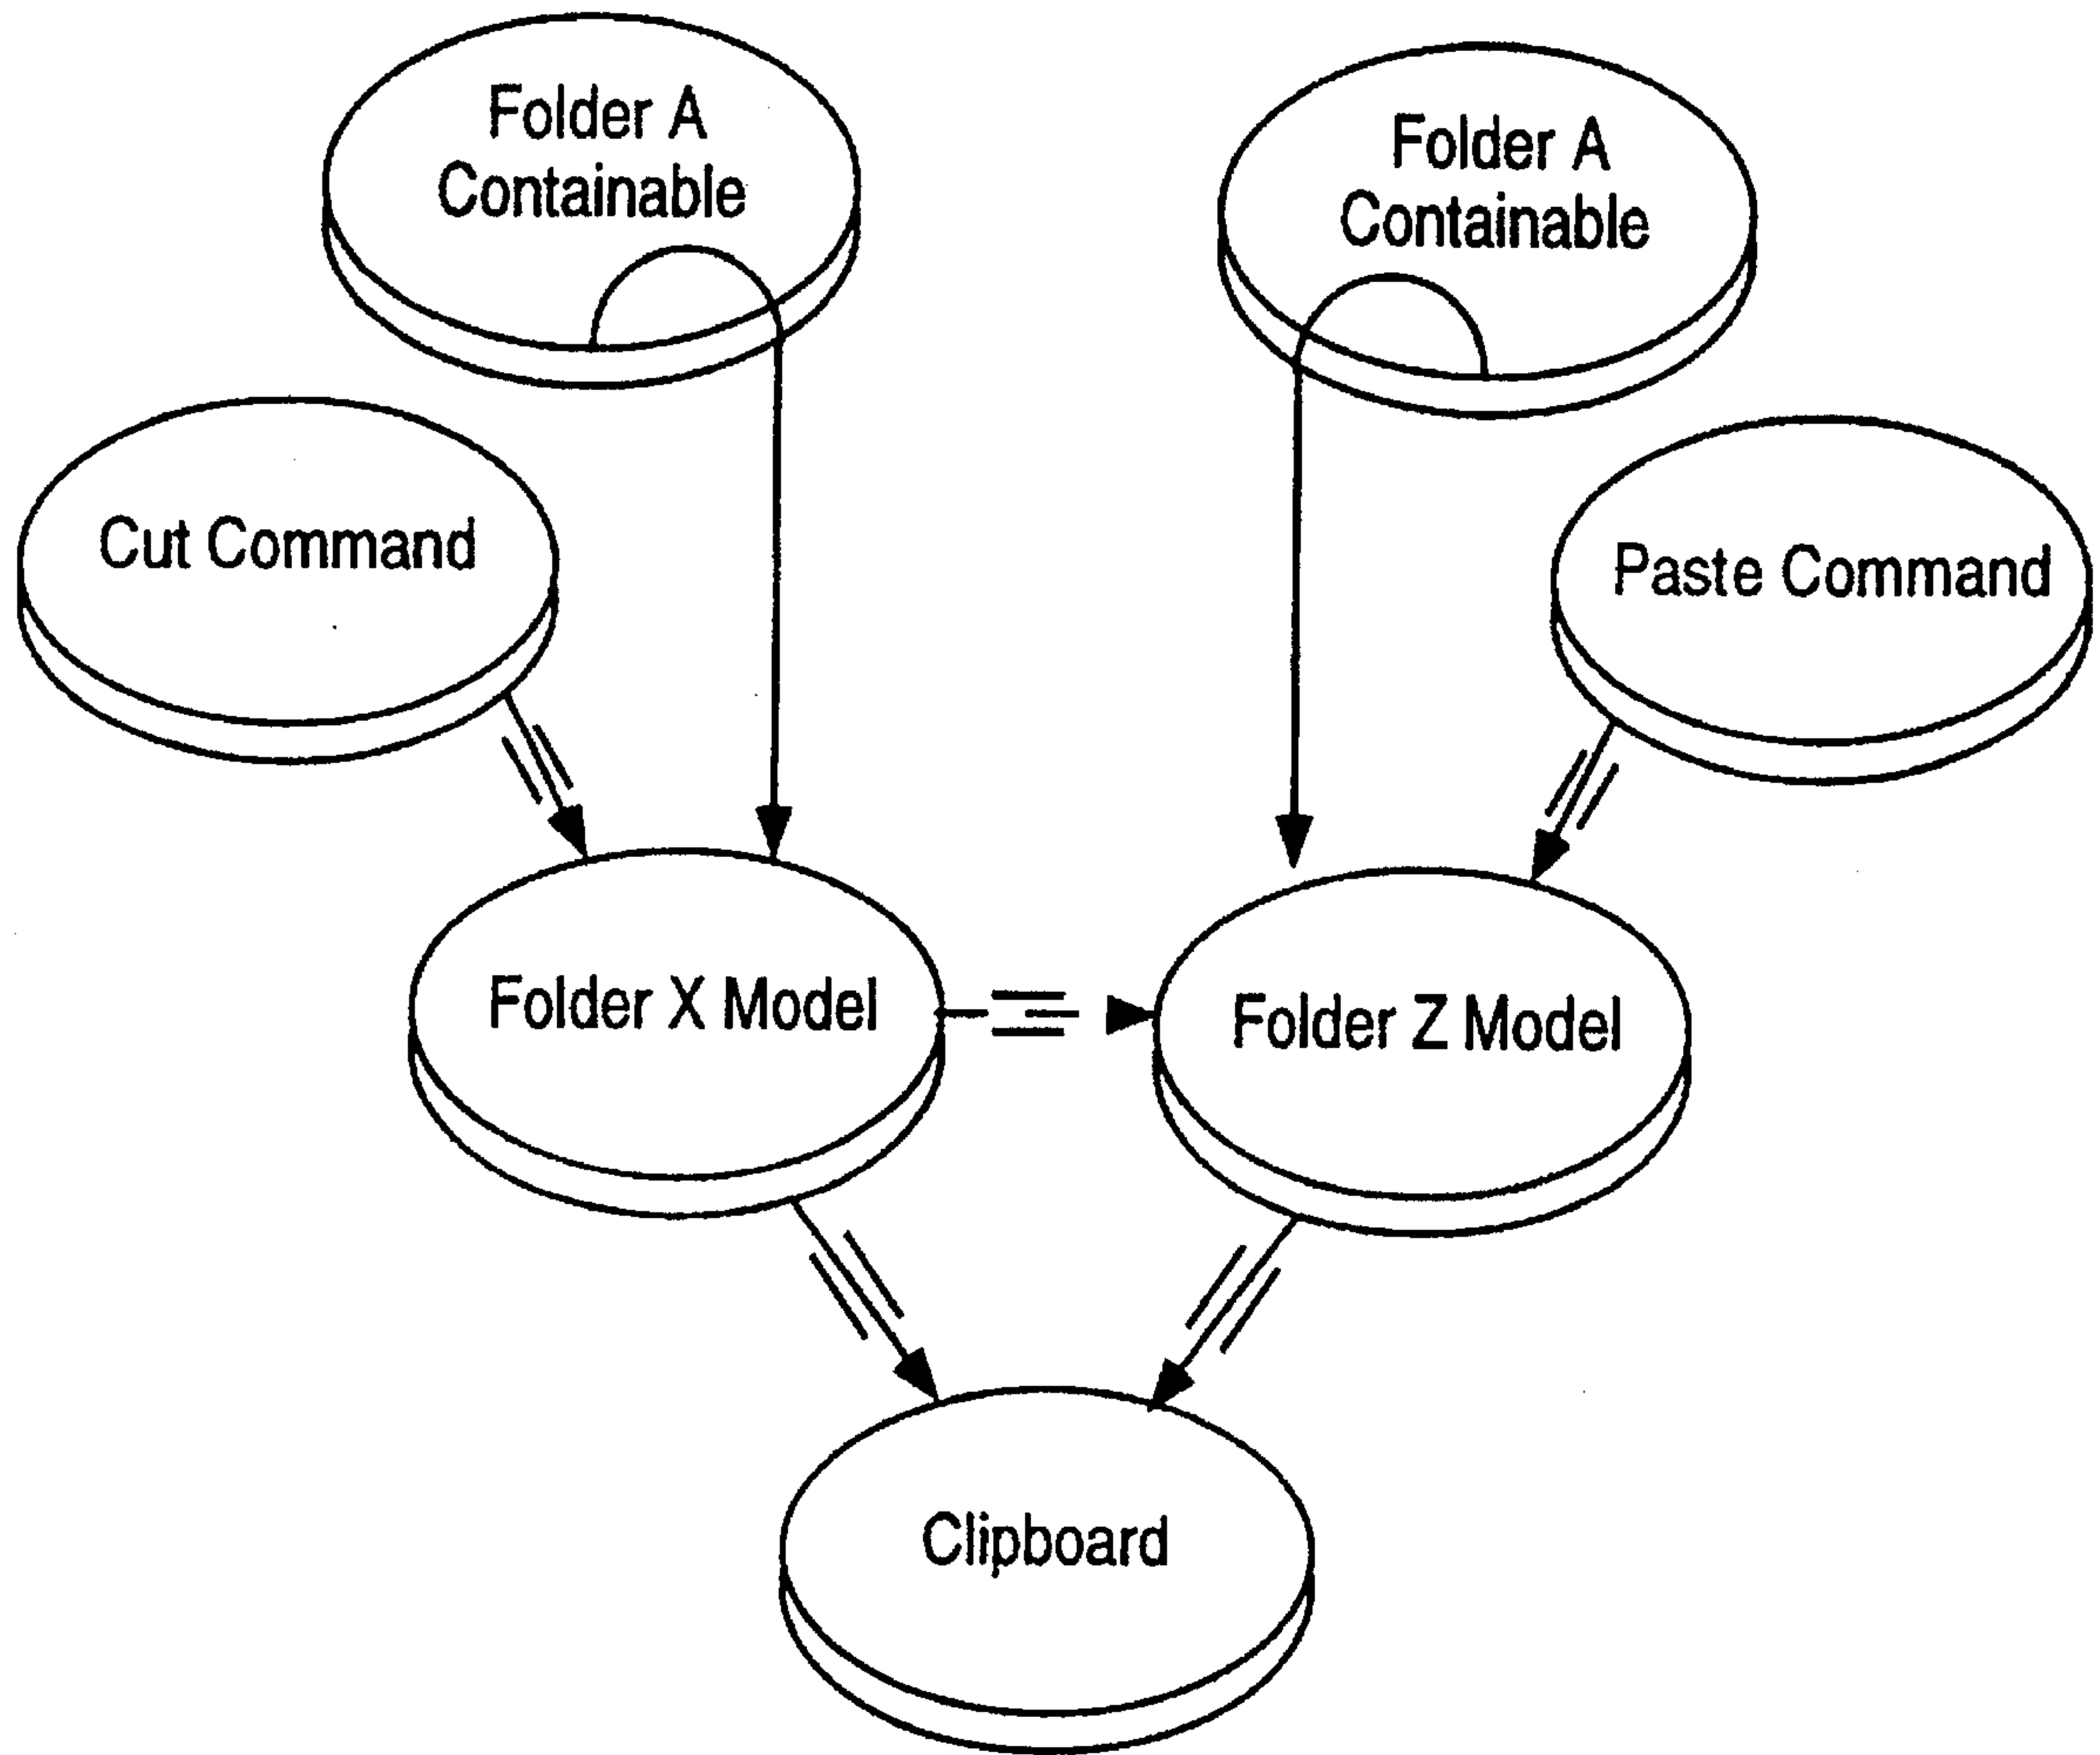 Folder A
Containable
Folder A
Containable
Cut Command
Paste Command
Folder X Model
Folder Z Model
Clipboard